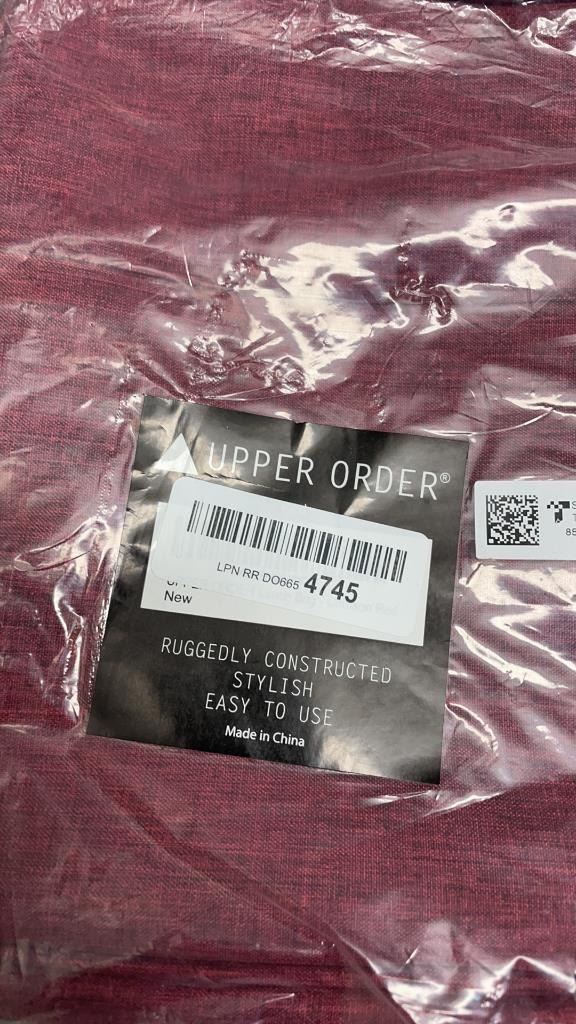 UPPER ORDER®
LPN RR DO665 4745
New
RUGGEDLY CONSTRUCTED
STYLISH
EASY TO USE
Made in China